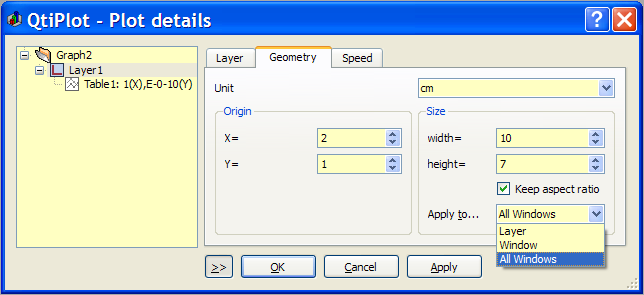 QtiPlot - Plot details
Graph2
Layer1
Table1: 1(X),E-0-10(Y)
Layer
Geometry
Speed
Unit
cm
Origin
X=
2
Y=
1
Size
width=
10
height=
7
Keep aspect ratio
Apply to...
All Windows
Layer
Window
All Windows
>>
OK
Cancel
Apply